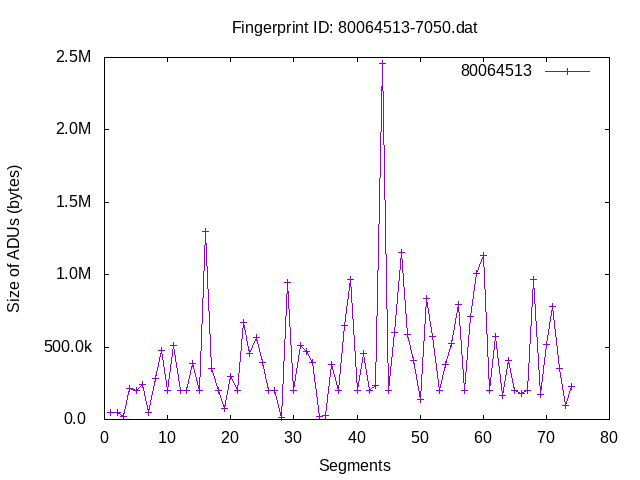 Fingerprint ID: 80064513-7050.dat
80064513
Size of ADUs (bytes)
2.5M
2.0M
1.5M
1.0M
500.0k
0.0
0 10 20 30 40 50 60 70 80
Segments